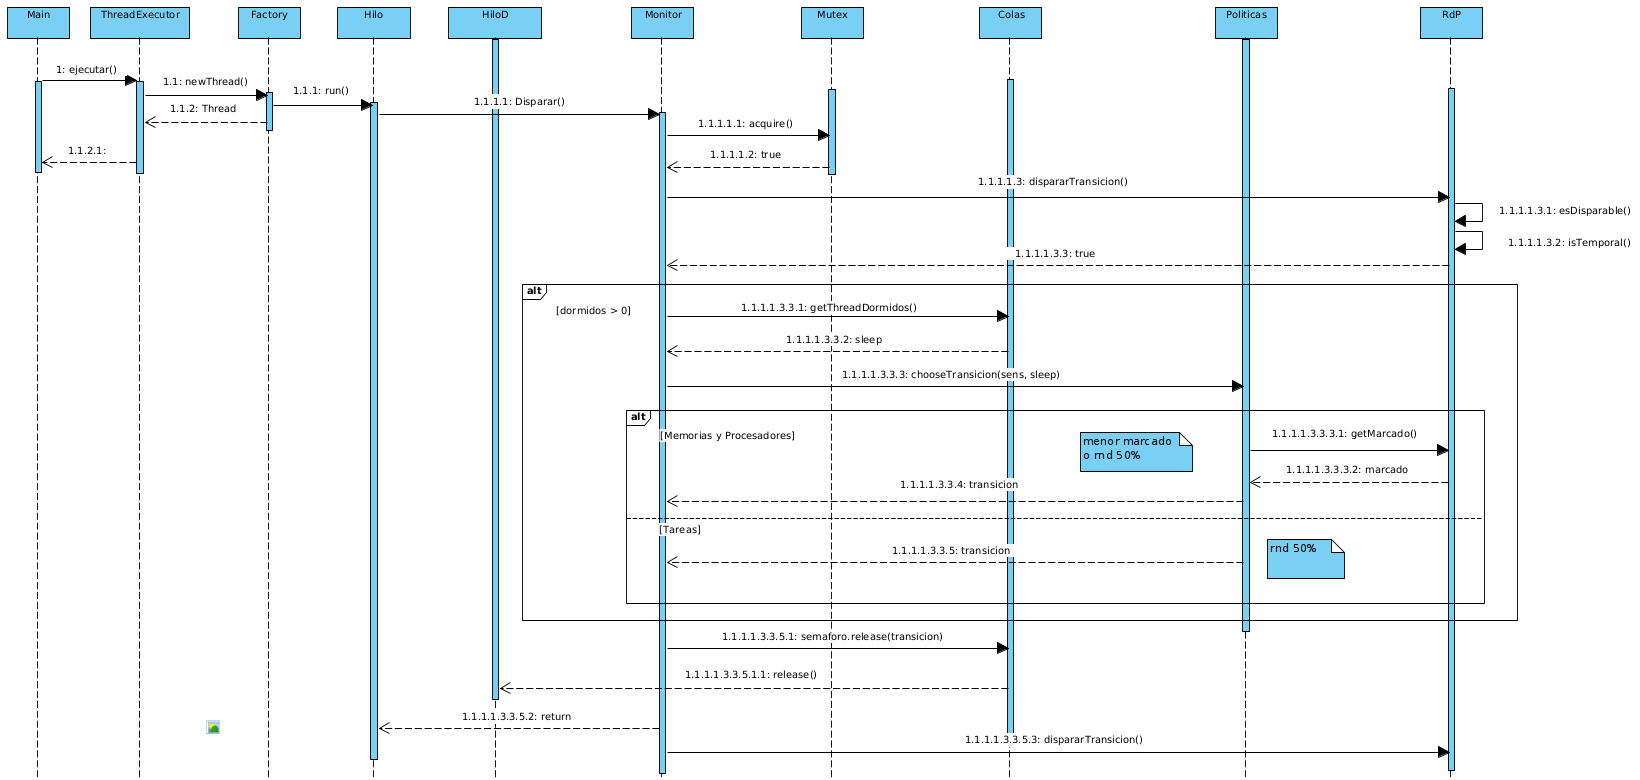 Main
ThreadExecutor
Factory
Hilo
HiloD
Monitor
Mutex
Colas
Politicas
RdP
1: ejecutar()
1.1: newThread()
1.1.1: run()
1.1.1.1: Disparar()
1.1.2: Thread
1.1.1.1.1: acquire()
1.1.2.1:
1.1.1.1.2: true
1.1.1.1.3: dispararTransicion()
1.1.1.1.3.1: esDisparable()
1.1.1.1.3.2: isTemporal()
1.1.1.1.3.3: true
alt
[dormidos > 0]
1.1.1.1.3.3.1: getThreadDormidos()
1.1.1.1.3.3.2: sleep
1.1.1.1.3.3.3: chooseTransicion(sens, sleep)
alt
[Memorias y Procesadores]
menor marcado
o rnd 50%
1.1.1.1.3.3.3.1: getMarcado()
1.1.1.1.3.3.3.2: marcado
1.1.1.1.3.3.4: transicion
[Tareas]
1.1.1.1.3.3.5: transicion
rnd 50%
1.1.1.1.3.3.5.1: semaforo.release(transicion)
1.1.1.1.3.3.5.1.1: release()
1.1.1.1.3.3.5.2: return
1.1.1.1.3.3.5.3: dispararTransicion()